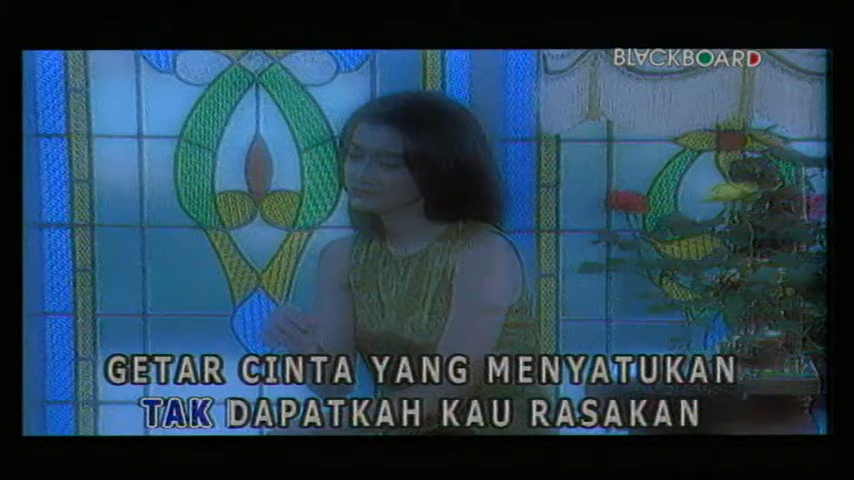 BLACKBOARD
GETAR CINTA YANG MENYATUKAN
TAK DAPATKAH KAU RASAKAN